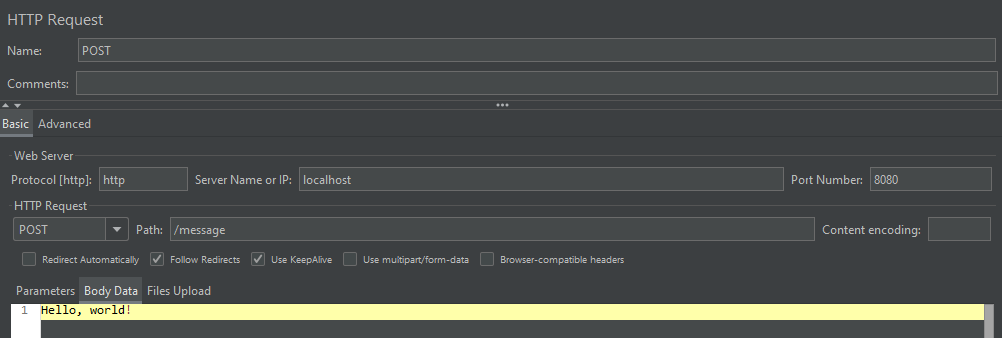 HTTP Request
Name: POST
Comments:
Basic Advanced
Web Server
Protocol [http]: http Server Name or IP: localhost Port Number: 8080
HTTP Request
POST Path: /message Content encoding:
Redirect Automatically Follow Redirects Use KeepAlive Use multipart/form-data Browser-compatible headers
Parameters Body Data Files Upload
1 Hello, world!